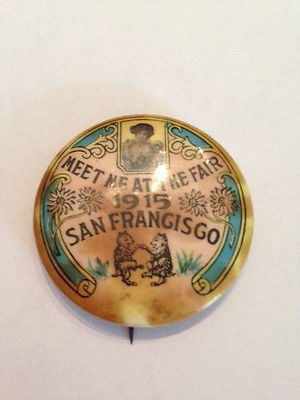 MEET ME AT THE FAIR
1915
SAN FRANCISCO